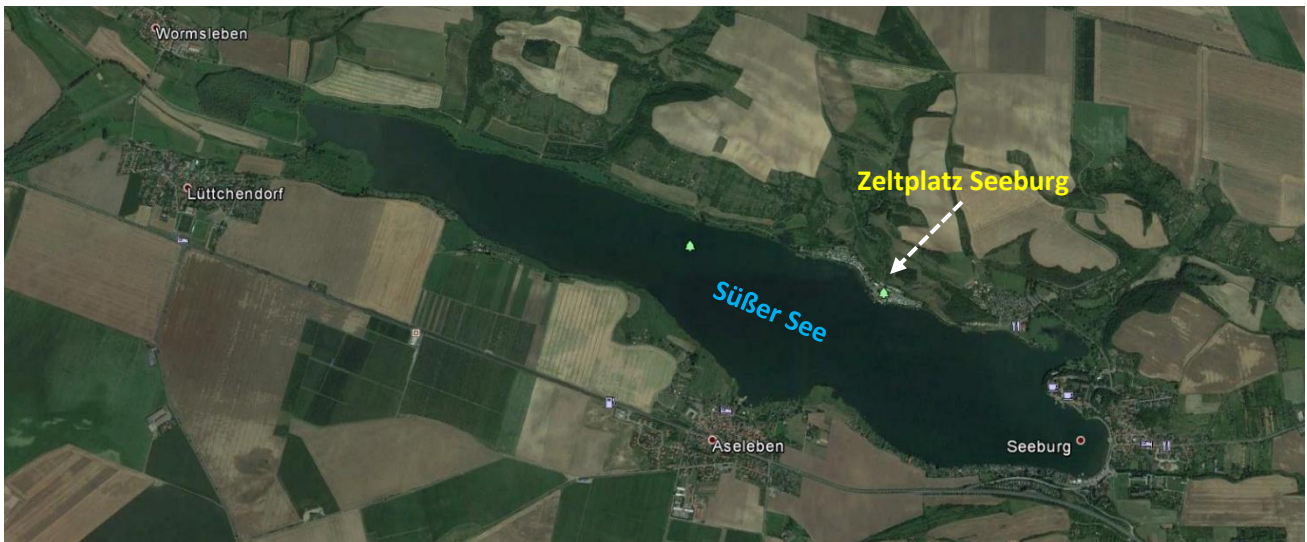 Wormsleben
Zeltplatz Seeburg
Lüttchendorf
Süßer See
Aseleben
Seeburg